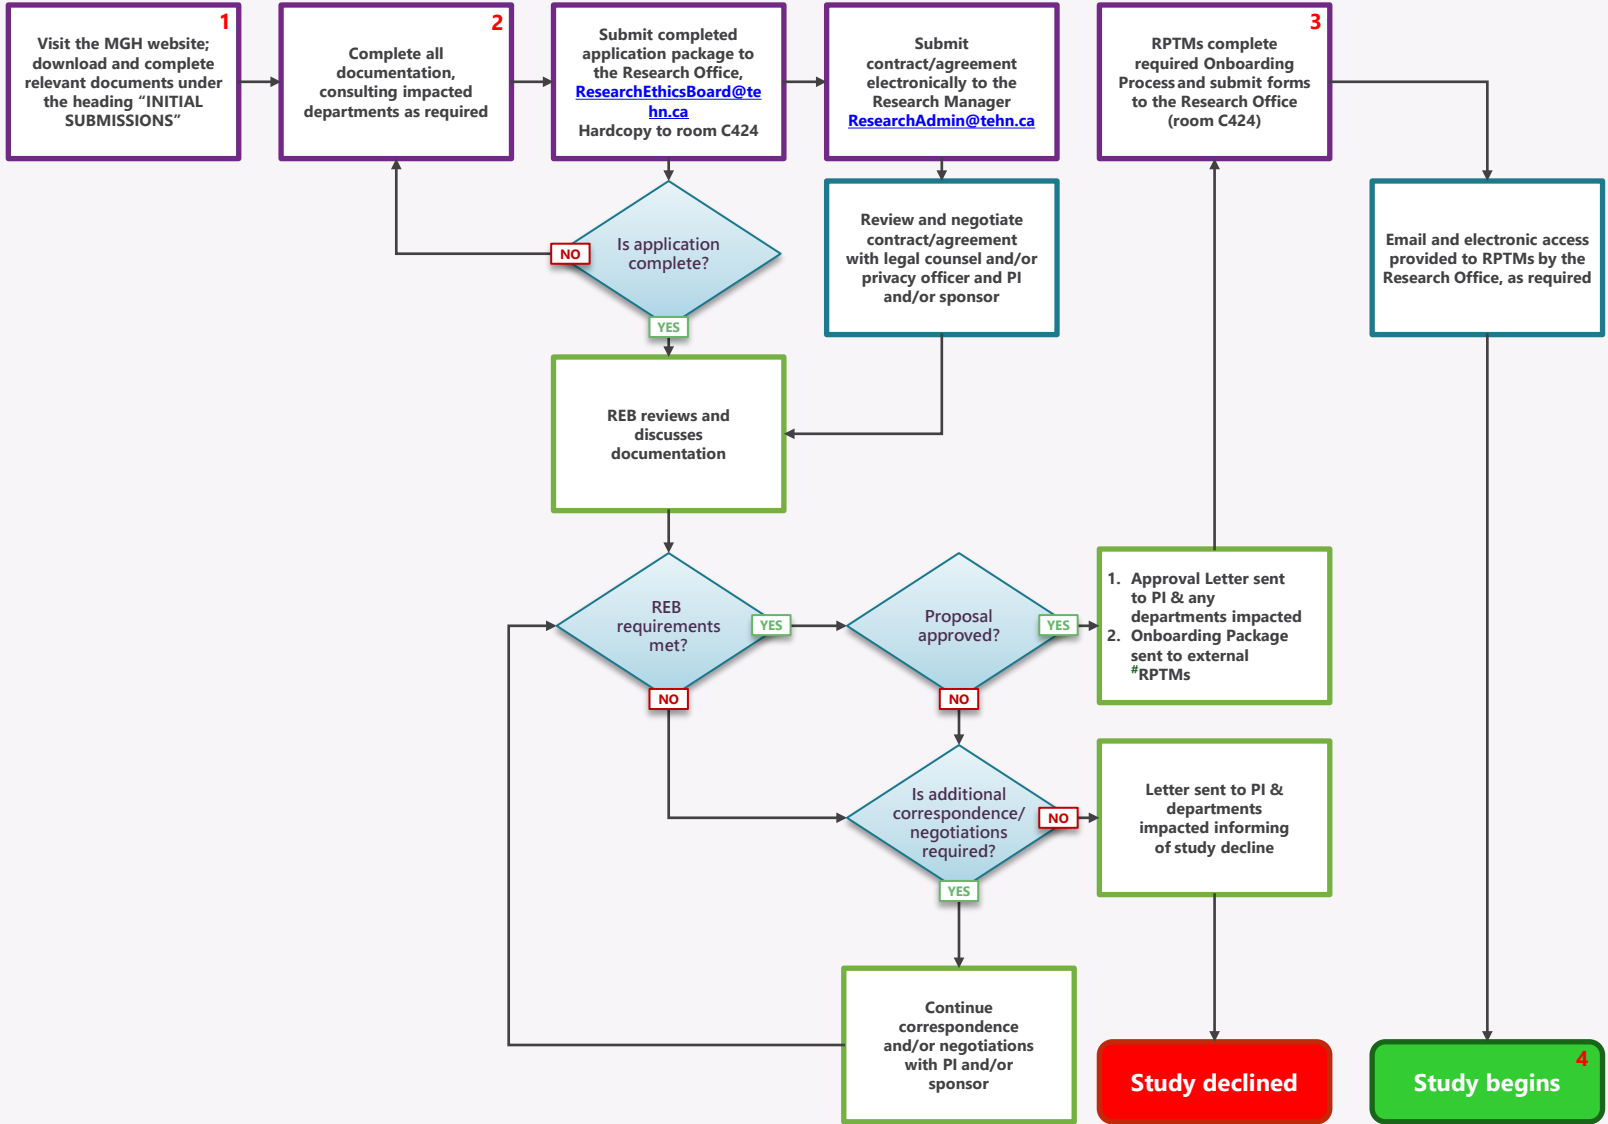 1
Visit the MGH website;
download and complete
relevant documents under
the heading “INITIAL
SUBMISSIONS”
2
Complete all
documentation,
consulting impacted
departments as required
Submit completed
application package to
the Research Office,
ResearchEthicsBoard@te
hn.ca
Hardcopy to room C424
Submit
contract/agreement
electronically to the
Research Manager
ResearchAdmin@tehn.ca
3
RPTMs complete
required Onboarding
Process and submit forms
to the Research Office
(room C424)
Is application
complete?
NO
YES
Review and negotiate
contract/agreement
with legal counsel and/or
privacy officer and PI
and/or sponsor
Email and electronic access
provided to RPTMs by the
Research Office, as required
REB reviews and
discusses
documentation
REB
requirements
met?
YES
NO
Proposal
approved?
YES
NO
1. Approval Letter sent
to PI & any
departments impacted
2. Onboarding Package
sent to external
#RPTMs
Is additional
correspondence/
negotiations
required?
NO
YES
Letter sent to PI &
departments
impacted informing
of study decline
Continue
correspondence
and/or negotiations
with PI and/or
sponsor
Study declined
4
Study begins